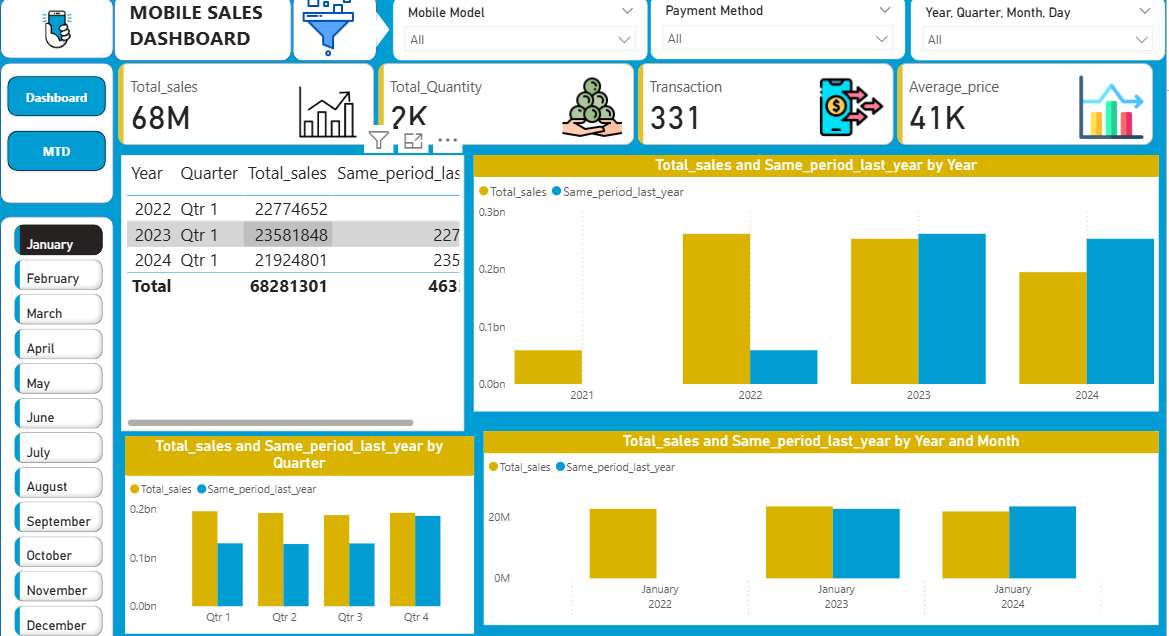 MOBILE SALES
DASHBOARD
Mobile Model
All
Payment Method
All
Year, Quarter, Month, Day
All
Dashboard
MTD
Total_sales
68M
Total_Quantity
2K
Transaction
331
Average_price
41K
January
February
March
April
May
June
July
August
September
October
November
December
Year Quarter Total_sales Same_period_las
2022 Qtr 1 22774652
2023 Qtr 1 23581848 227
2024 Qtr 1 21924801 235
Total 68281301 463
Total_sales and Same_period_last_year by Year
Total_sales Same_period_last_year
0.3bn
0.2bn
0.1bn
0.0bn
2021 2022 2023 2024
Total_sales and Same_period_last_year by
Quarter
Total_sales Same_period_last_year
0.2bn
0.1bn
0.0bn
Qtr 1 Qtr 2 Qtr 3 Qtr 4
Total_sales and Same_period_last_year by Year and Month
Total_sales Same_period_last_year
20M
0M
January January January
2022 2023 2024